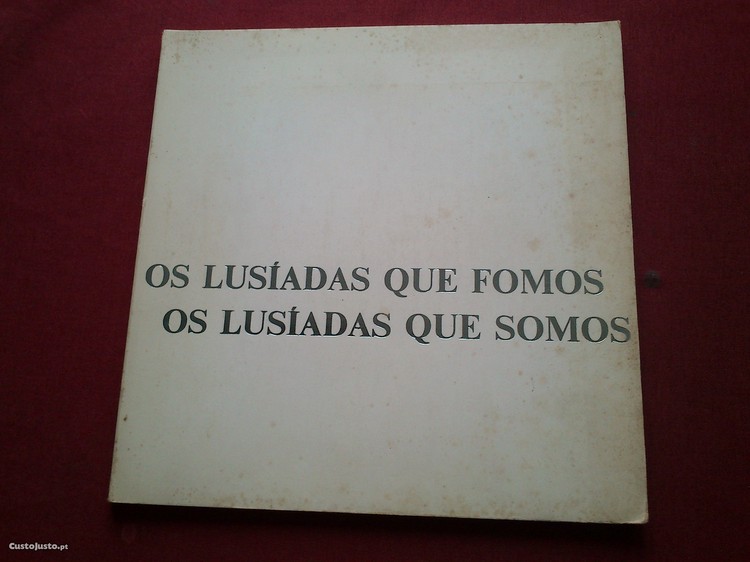 OS LUSÍADAS QUE FOMOS
OS LUSÍADAS QUE SOMOS
CustoJusto.pt